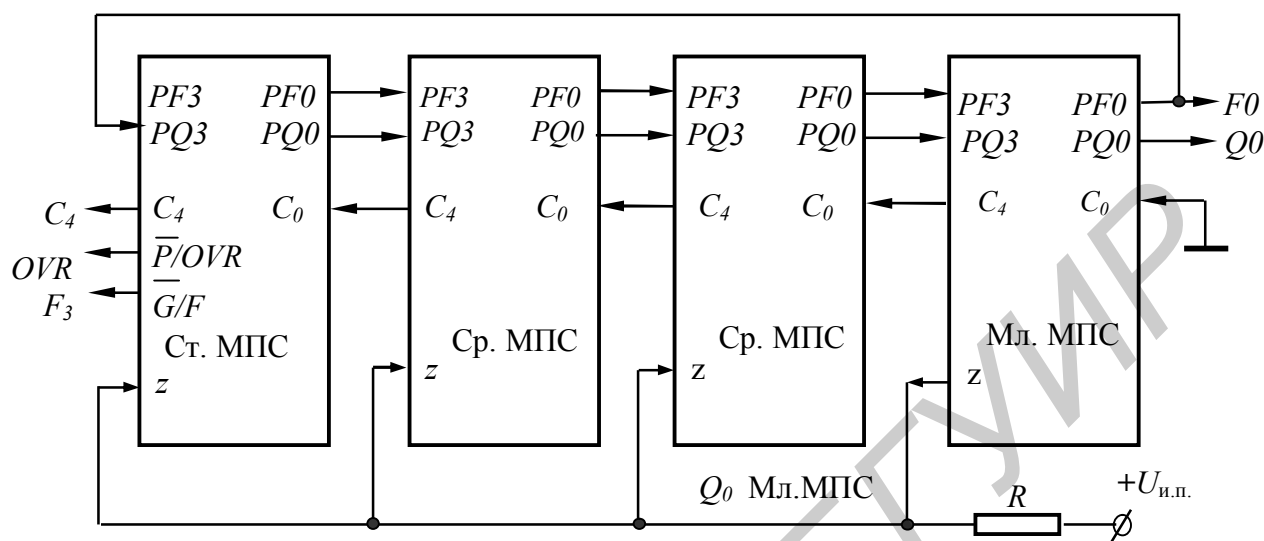 PF3 PF0 PF3 PF0 PF3 PF0 PF3 PF0 F0
PQ3 PQ0 PQ3 PQ0 PQ3 PQ0 PQ3 PQ0 Q0
C4 C4 C0 C4 C0 C4 C0 C4 C0
OVR P̅/OVR
F3 G̅/F
Ст. МПС Ср. МПС Ср. МПС Мл. МПС
z z z z
Q0 Мл.МПС R +Uи.п.
ГУИР